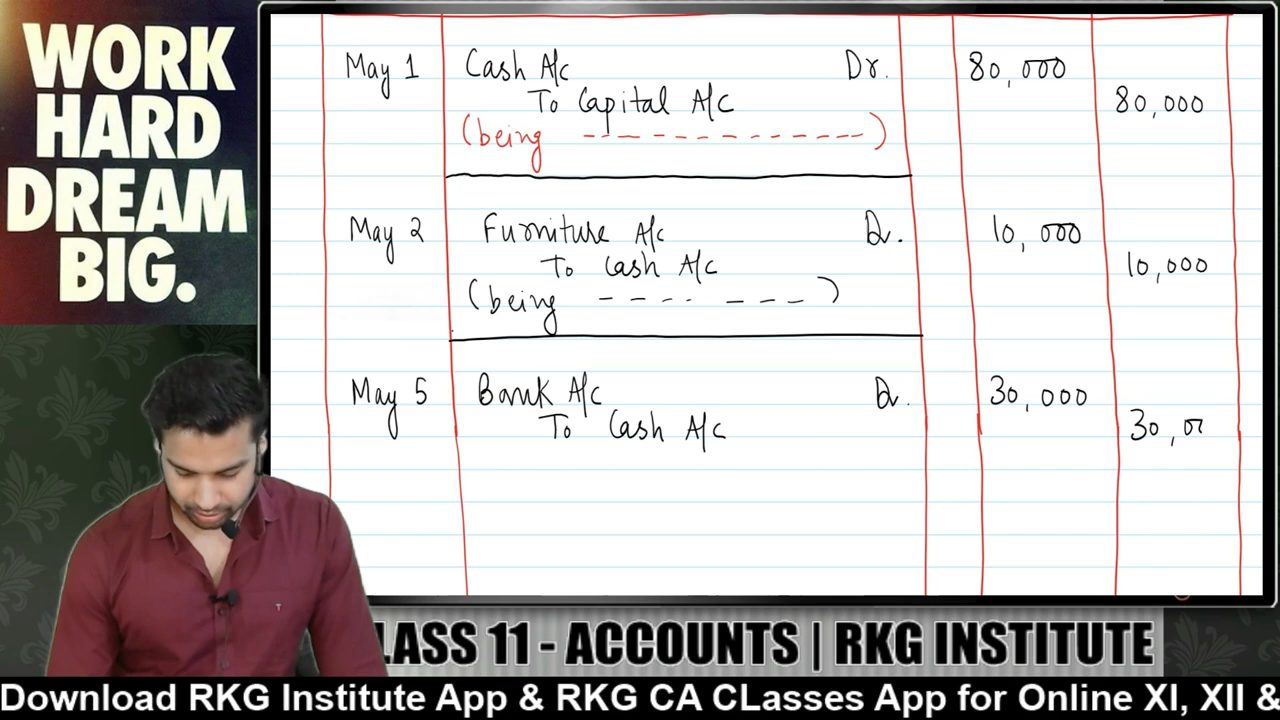 WORK
HARD
DREAM
BIG.
May 1 Cash A/c Dr. 80,000
To Capital A/c 80,000
(being --------------)
May 2 Furniture A/c Dr. 10,000
To Cash A/c 10,000
(being ---- ---)
May 5 Bank A/c Dr. 30,000
To Cash A/c 30,00
LASS 11 - ACCOUNTS | RKG INSTITUTE
Download RKG Institute App & RKG CA CLasses App for Online XI, XII &